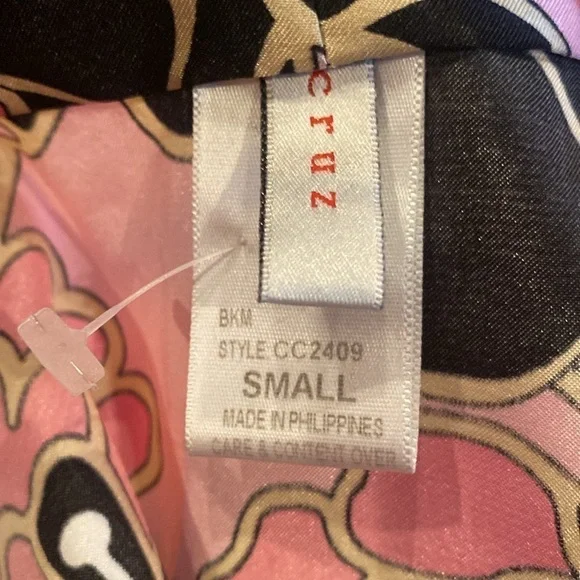 cruz
BKM
STYLE CC2409
SMALL
MADE IN PHILIPPINES
CARE & CONTENT OVER